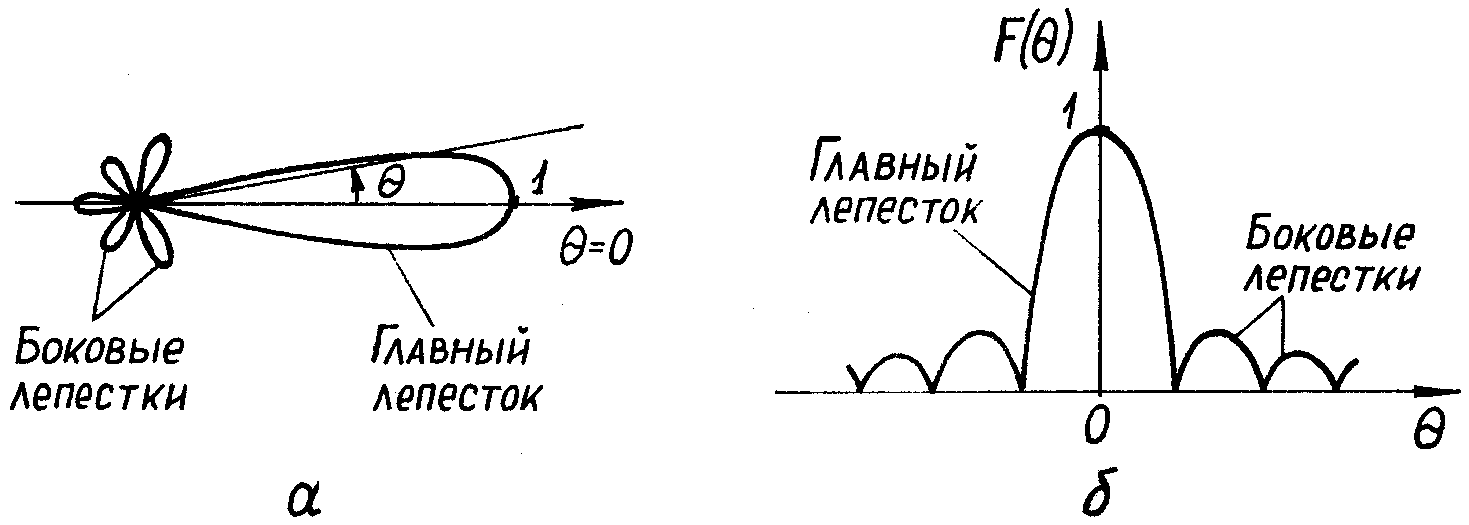 θ
1
θ=0
Боковые
лепестки
Главный
лепесток
а
F(θ)
1
Главный
лепесток
Боковые
лепестки
0
θ
б